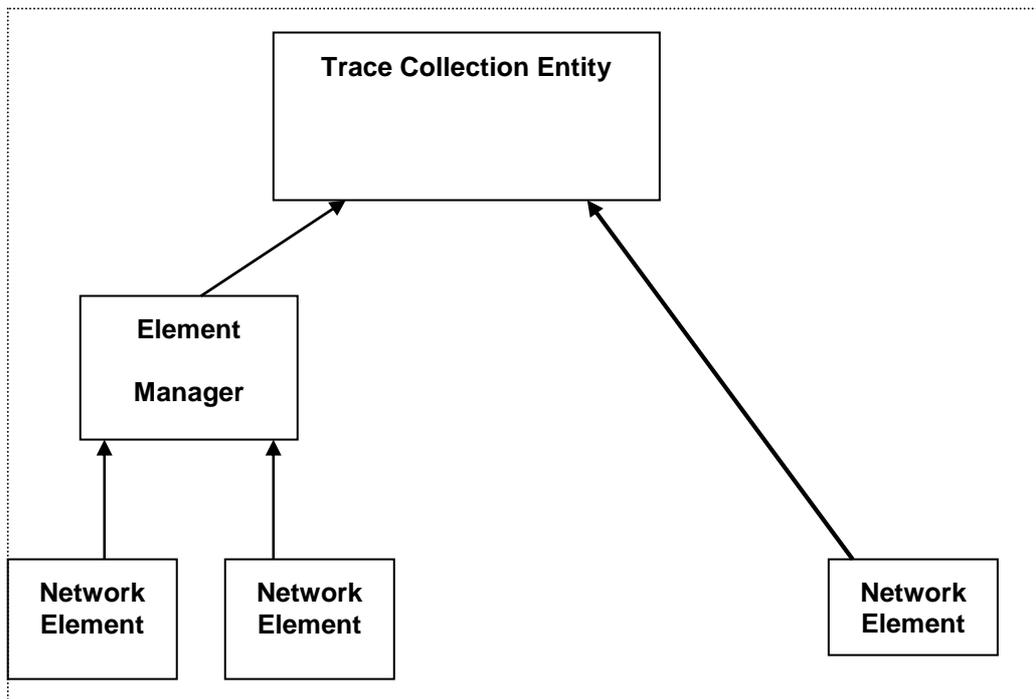 Trace Collection Entity
Element
Manager
Network
Element
Network
Element
Network
Element